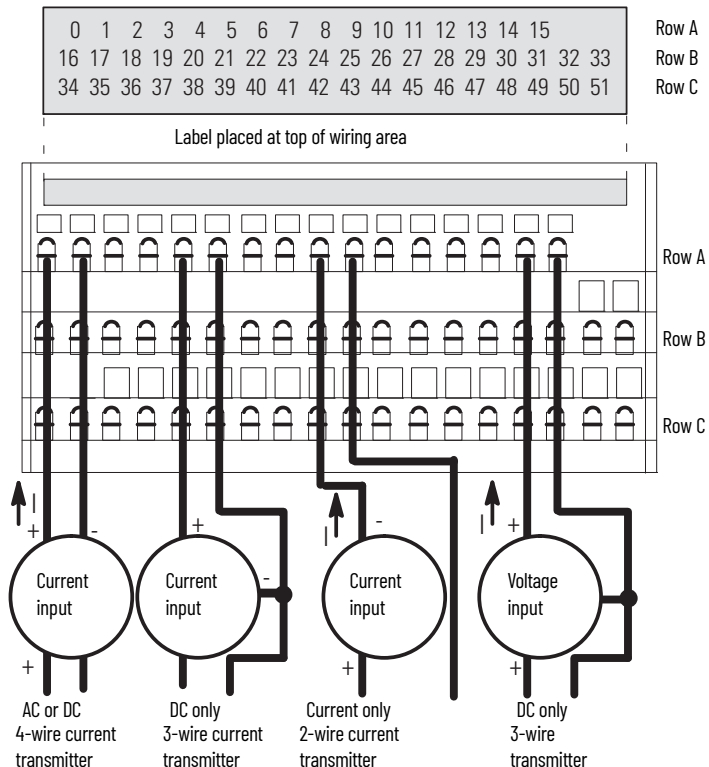 0 1 2 3 4 5 6 7 8 9 10 11 12 13 14 15 Row A
16 17 18 19 20 21 22 23 24 25 26 27 28 29 30 31 32 33 Row B
34 35 36 37 38 39 40 41 42 43 44 45 46 47 48 49 50 51 Row C
Label placed at top of wiring area
Row A
Row B
Row C
I
+
-
+
-
I
-
I
+
Current
input
Current
input
Current
input
Voltage
input
+
+
+
AC or DC
4-wire current
transmitter
DC only
3-wire current
transmitter
Current only
2-wire current
transmitter
DC only
3-wire
transmitter